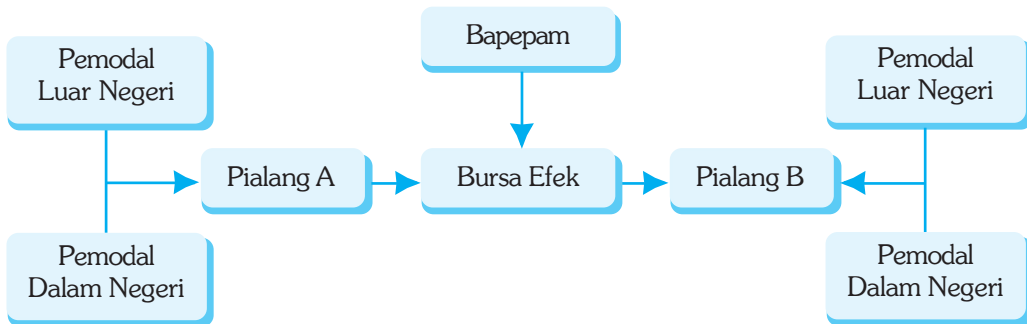 Bapepam
Pemodal
Luar Negeri
Pemodal
Luar Negeri
Pialang A
Bursa Efek
Pialang B
Pemodal
Dalam Negeri
Pemodal
Dalam Negeri